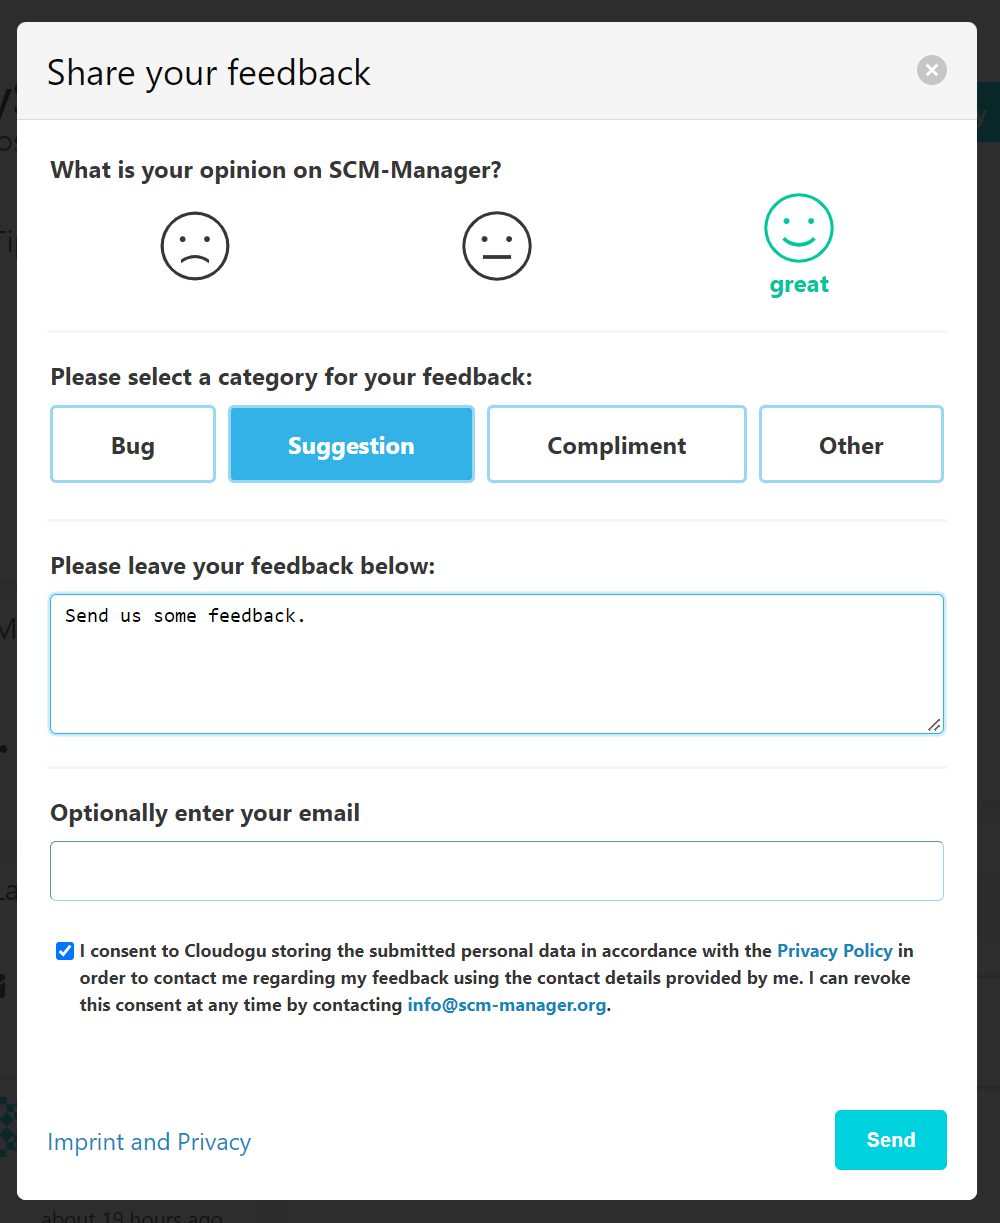 Share your feedback
What is your opinion on SCM-Manager?
great
Please select a category for your feedback:
Bug
Suggestion
Compliment
Other
Please leave your feedback below:
Send us some feedback.
Optionally enter your email
I consent to Cloudogu storing the submitted personal data in accordance with the Privacy Policy in
order to contact me regarding my feedback using the contact details provided by me. I can revoke
this consent at any time by contacting info@scm-manager.org.
Imprint and Privacy
Send
about 19 hours ago